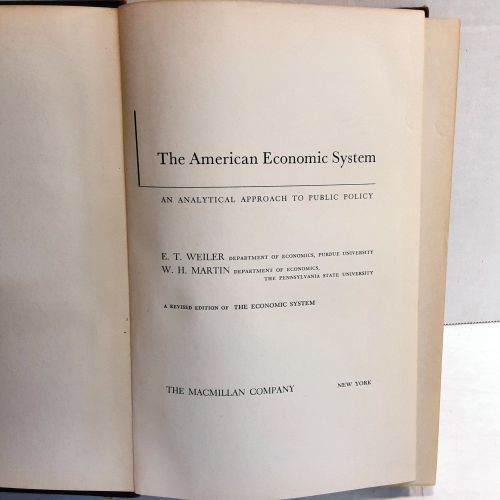 The American Economic System
AN ANALYTICAL APPROACH TO PUBLIC POLICY
E. T. WEILER DEPARTMENT OF ECONOMICS, PURDUE UNIVERSITY
W. H. MARTIN DEPARTMENT OF ECONOMICS,
THE PENNSYLVANIA STATE UNIVERSITY
A REVISED EDITION OF THE ECONOMIC SYSTEM
THE MACMILLAN COMPANY NEW YORK